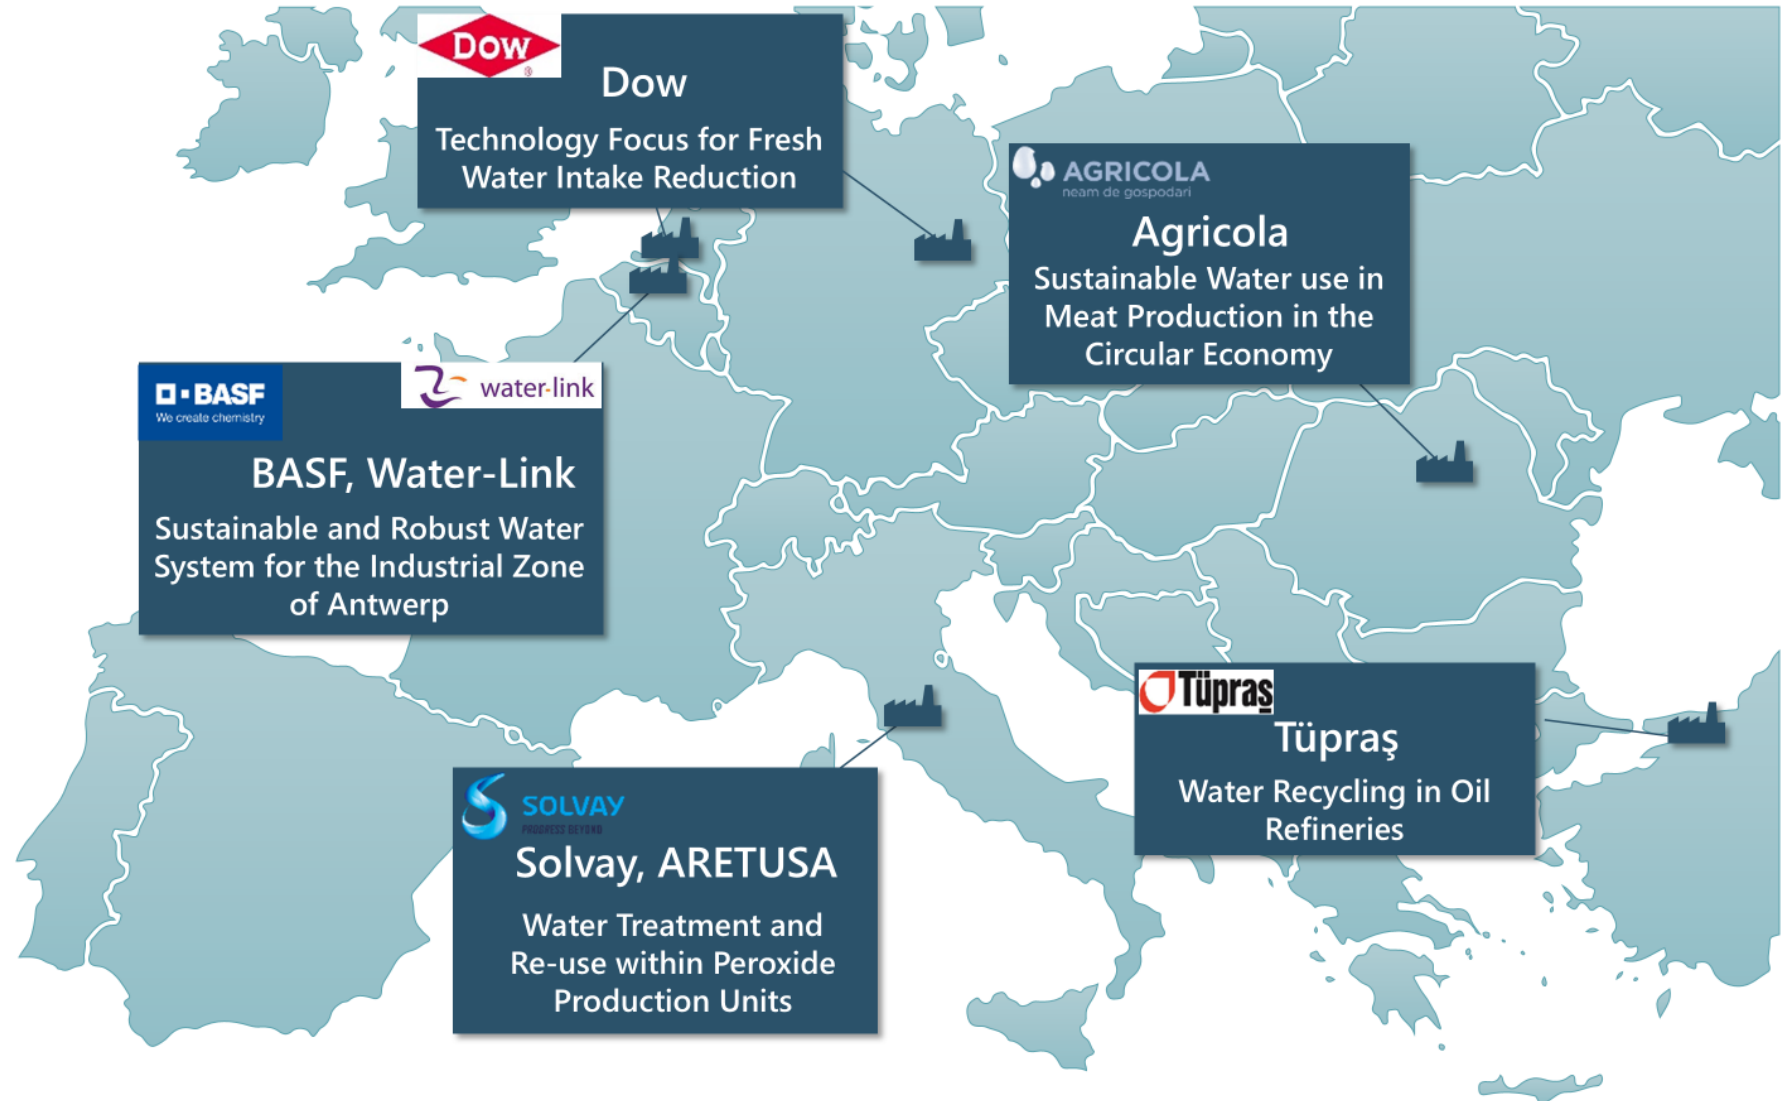 DOW
®
Dow
Technology Focus for Fresh
Water Intake Reduction
AGRICOLA
neam de gospodari
Agricola
Sustainable Water use in
Meat Production in the
Circular Economy
BASF
We create chemistry
water-link
BASF, Water-Link
Sustainable and Robust Water
System for the Industrial Zone
of Antwerp
Tüpraş
Tüpraş
Water Recycling in Oil
Refineries
SOLVAY
PROGRESS BEYOND
Solvay, ARETUSA
Water Treatment and
Re-use within Peroxide
Production Units